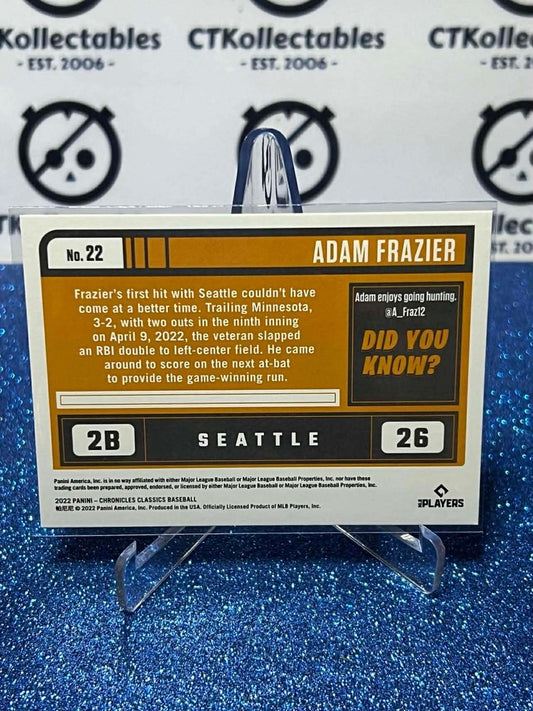 Kollectables
CTKollectables
CTKollec
EST. 2006 -
- EST. 2006 -
- EST. 2
No. 22
ADAM FRAZIER
Frazier's first hit with Seattle couldn't have
come at a better time. Trailing Minnesota,
3-2, with two outs in the ninth inning
on April 9, 2022, the veteran slapped
an RBI double to left-center field. He came
around to score on the next at-bat
to provide the game-winning run.
Adam enjoys going hunting.
@A_Fraz12
DID YOU
KNOW?
2B
SEATTLE
26
Panini America, Inc. is in no way affiliated with either Major League Baseball or Major League Baseball Properties, Inc. nor have these
trading cards been prepared, approved, endorsed, or licensed by either Major League Baseball or Major League Baseball Properties, Inc.
2022 PANINI – CHRONICLES CLASSICS BASEBALL
帕尼尼 © 2022 Panini America, Inc. Produced in the USA. Officially Licensed Product of MLB Players, Inc.
MLB PLAYERS